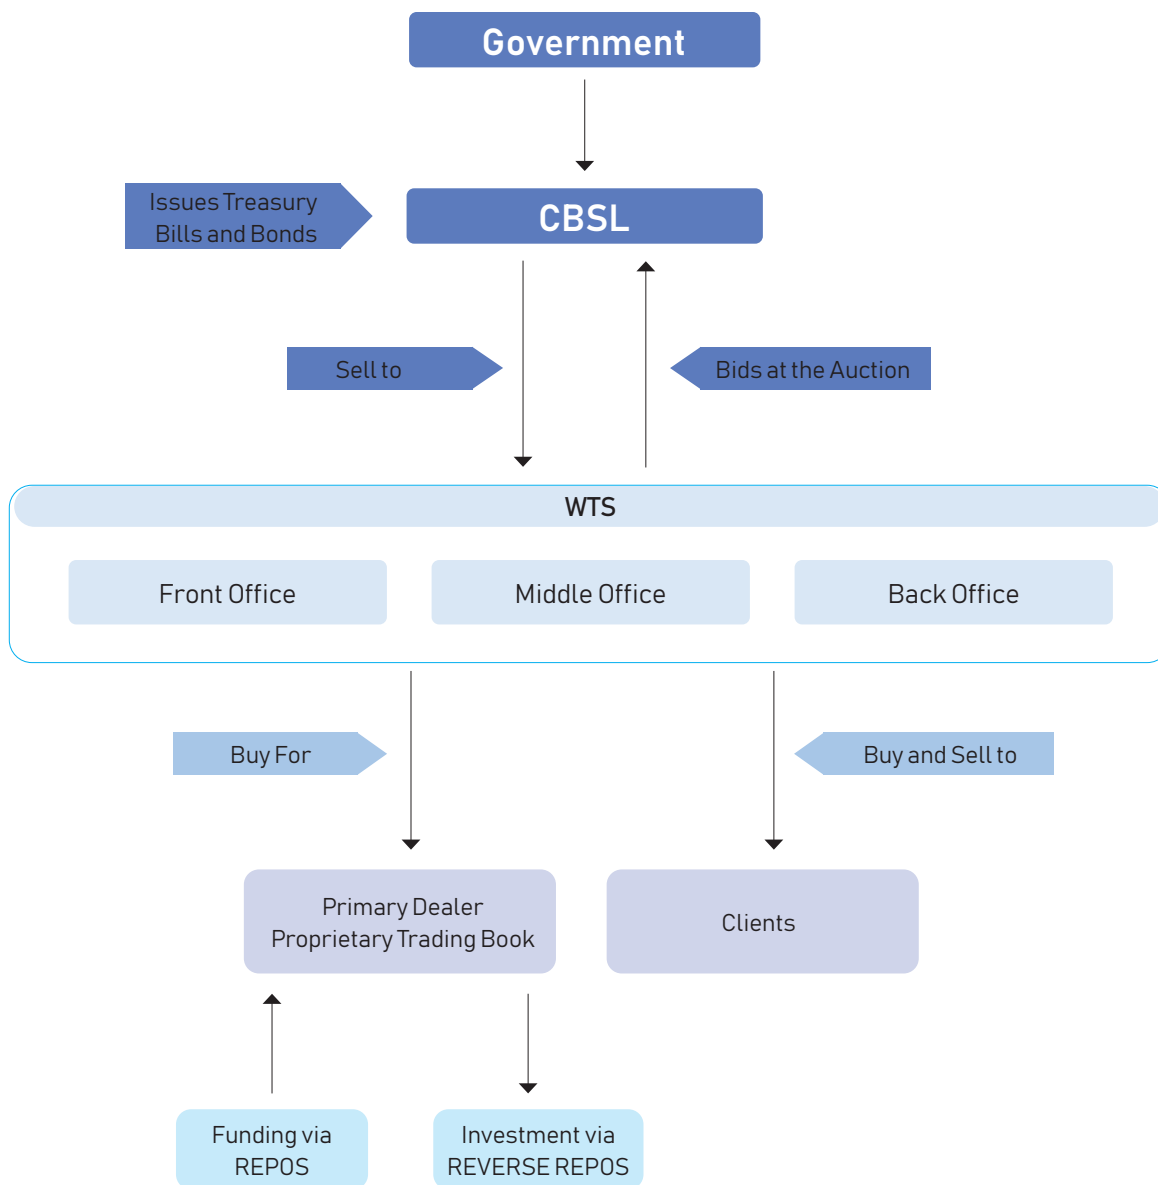 Government
Issues Treasury
Bills and Bonds
CBSL
Sell to
Bids at the Auction
WTS
Front Office
Middle Office
Back Office
Buy For
Buy and Sell to
Primary Dealer
Proprietary Trading Book
Clients
Funding via
REPOS
Investment via
REVERSE REPOS